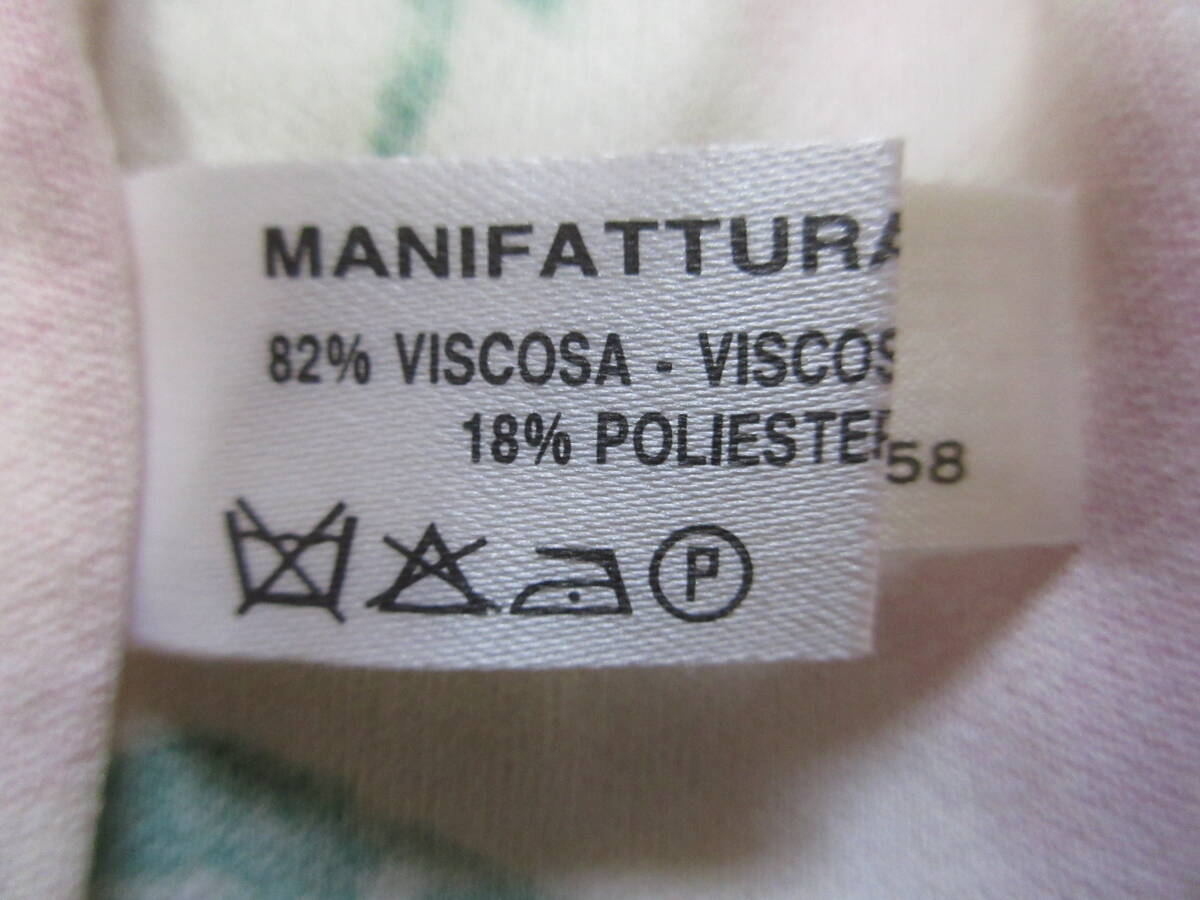 MANIFATTURA
82% VISCOSA - VISCOS
18% POLIESTER
58
P